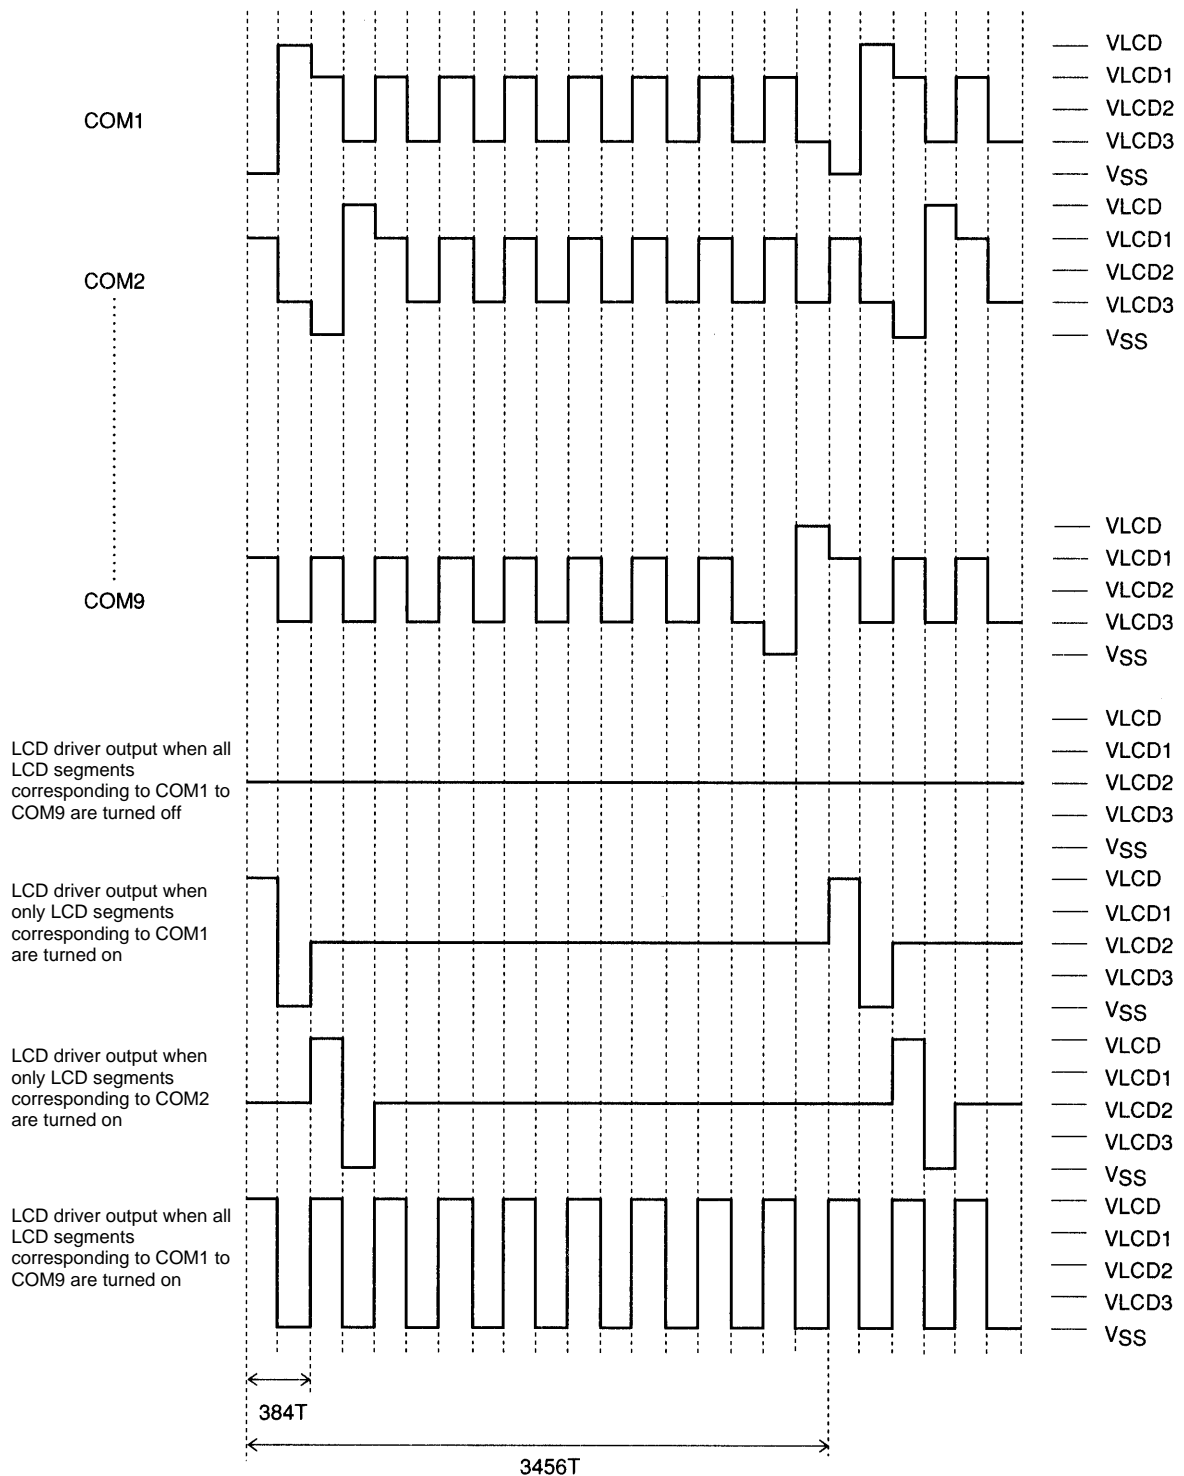 VLCD
VLCD1
COM1
VLCD2
VLCD3
VSS
VLCD
VLCD1
COM2
VLCD2
VLCD3
VSS
VLCD
VLCD1
COM9
VLCD2
VLCD3
VSS
LCD driver output when all
LCD segments
corresponding to COM1 to
COM9 are turned off
VLCD
VLCD1
VLCD2
VLCD3
VSS
LCD driver output when
only LCD segments
corresponding to COM1
are turned on
VLCD
VLCD1
VLCD2
VLCD3
VSS
LCD driver output when
only LCD segments
corresponding to COM2
are turned on
VLCD
VLCD1
VLCD2
VLCD3
VSS
LCD driver output when all
LCD segments
corresponding to COM1 to
COM9 are turned on
VLCD
VLCD1
VLCD2
VLCD3
VSS
384T
3456T